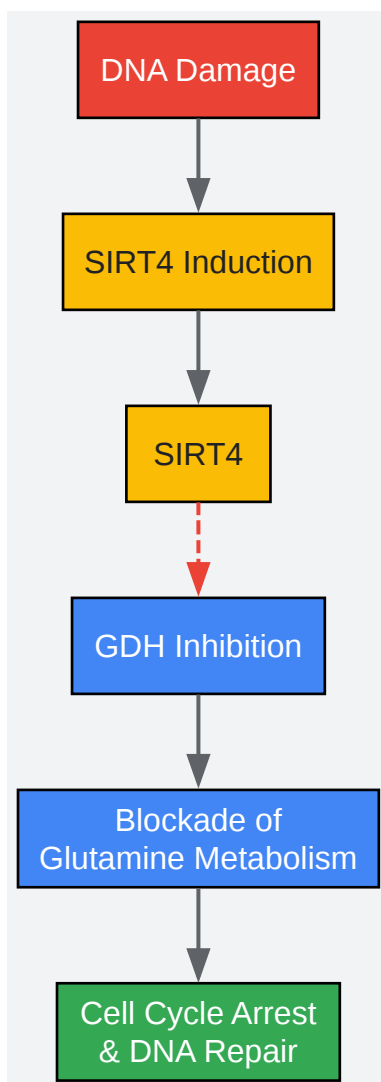 DNA Damage
SIRT4 Induction
SIRT4
GDH Inhibition
Blockade of
Glutamine Metabolism
Cell Cycle Arrest
& DNA Repair